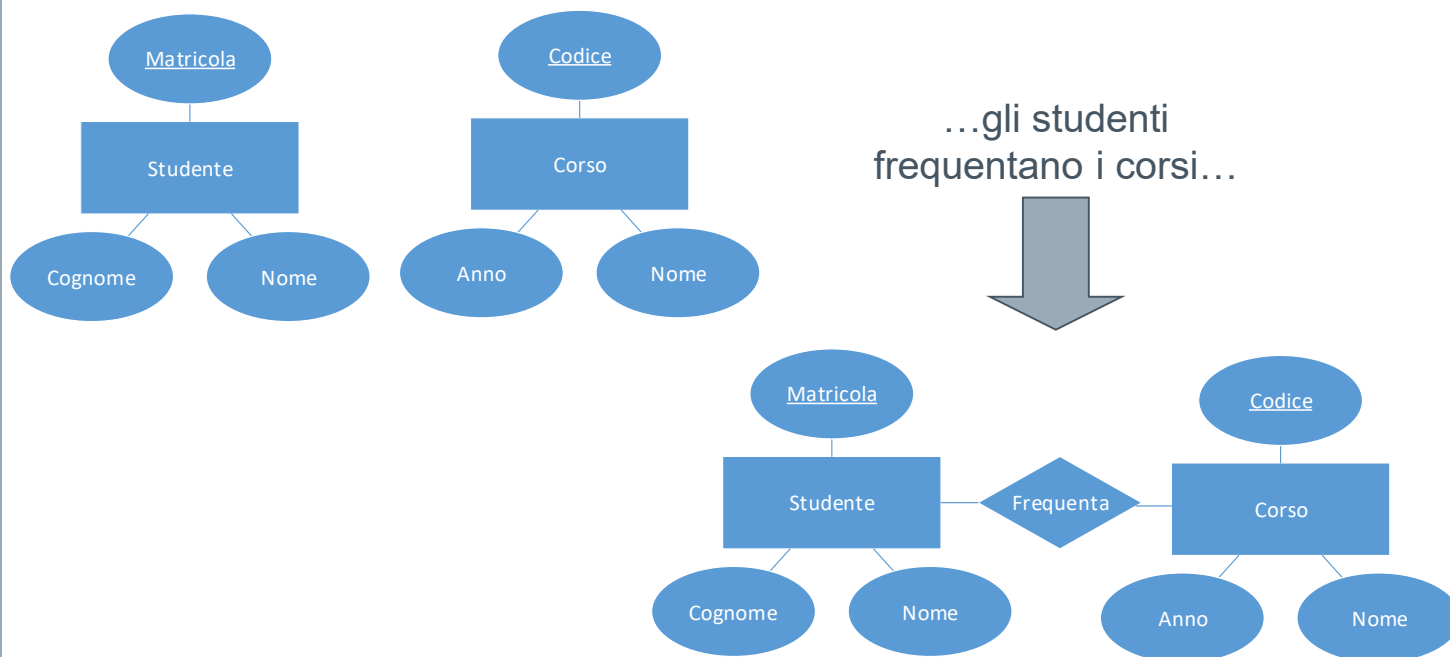 Matricola
Studente
Cognome
Nome
Codice
Corso
Anno
Nome
…gli studenti
frequentano i corsi…
Matricola
Studente
Cognome
Nome
Frequenta
Codice
Corso
Anno
Nome